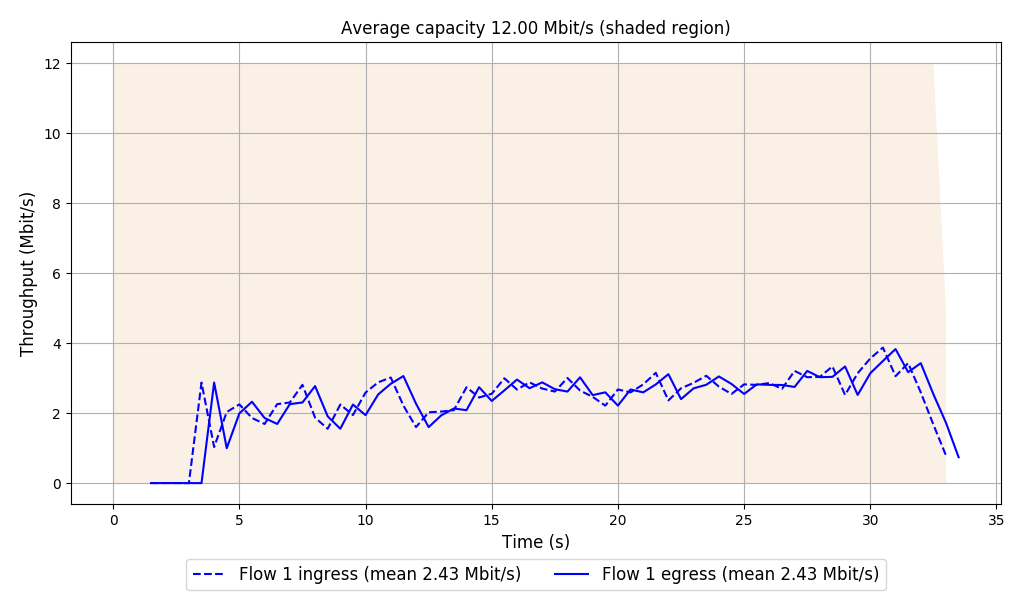 Average capacity 12.00 Mbit/s (shaded region)
Throughput (Mbit/s)
12
10
8
6
4
2
0
0 5 10 15 20 25 30 35
Time (s)
Flow 1 ingress (mean 2.43 Mbit/s) Flow 1 egress (mean 2.43 Mbit/s)